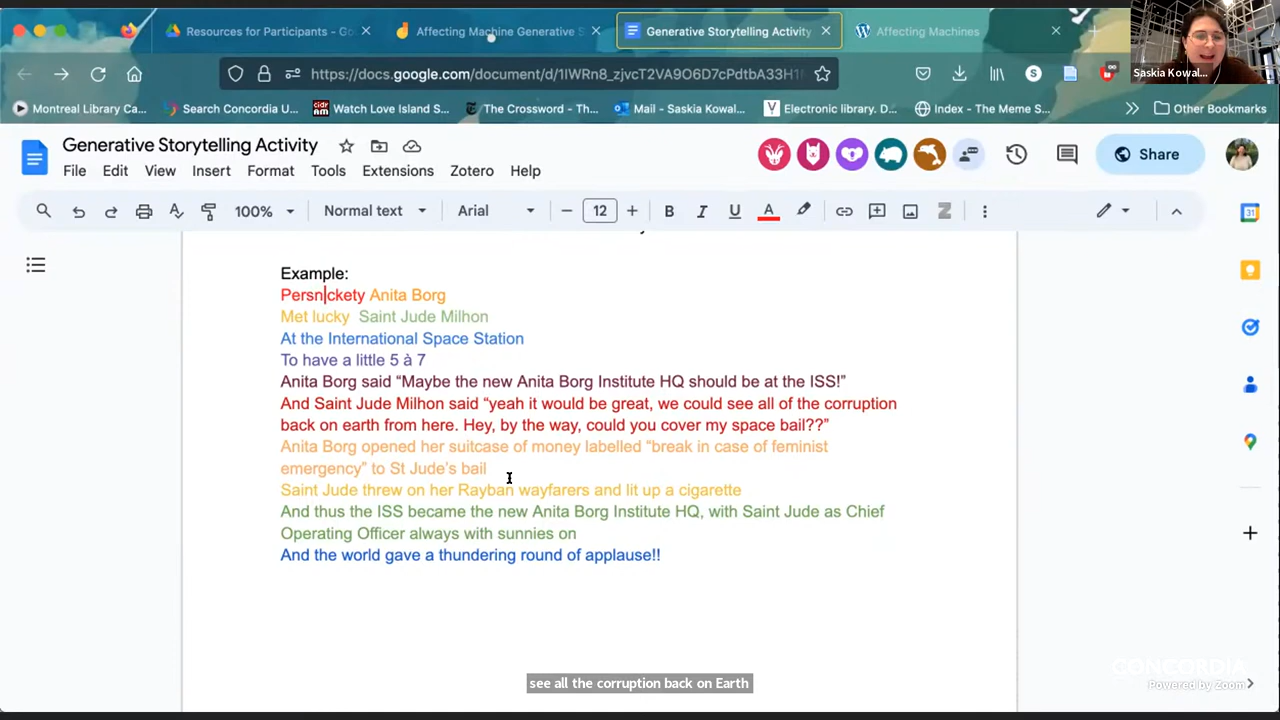 Resources for Participants - Go
Affecting Machine Generative S
Generative Storytelling Activity
Affecting Machines
https://docs.google.com/document/d/1IWRn8_zjvcT2VA9O6D7cPdtbA33H1
S
Saskia Kowal...
Montreal Library Ca...
Search Concordia U...
Watch Love Island S...
The Crossword - Th...
Mail - Saskia Kowal...
Electronic library. D...
Index - The Meme S...
Other Bookmarks
Generative Storytelling Activity
Share
File Edit View Insert Format Tools Extensions Zotero Help
100% Normal text Arial 12 B I U A Z
31
Example:
Persnickety Anita Borg
Met lucky Saint Jude Milhon
At the International Space Station
To have a little 5 à 7
Anita Borg said “Maybe the new Anita Borg Institute HQ should be at the ISS!”
And Saint Jude Milhon said “yeah it would be great, we could see all of the corruption
back on earth from here. Hey, by the way, could you cover my space bail??”
Anita Borg opened her suitcase of money labelled “break in case of feminist
emergency” to St Jude’s bail
Saint Jude threw on her Rayban wayfarers and lit up a cigarette
And thus the ISS became the new Anita Borg Institute HQ, with Saint Jude as Chief
Operating Officer always with sunnies on
And the world gave a thundering round of applause!!
see all the corruption back on Earth
CONCORDIA
Powered by Zoom